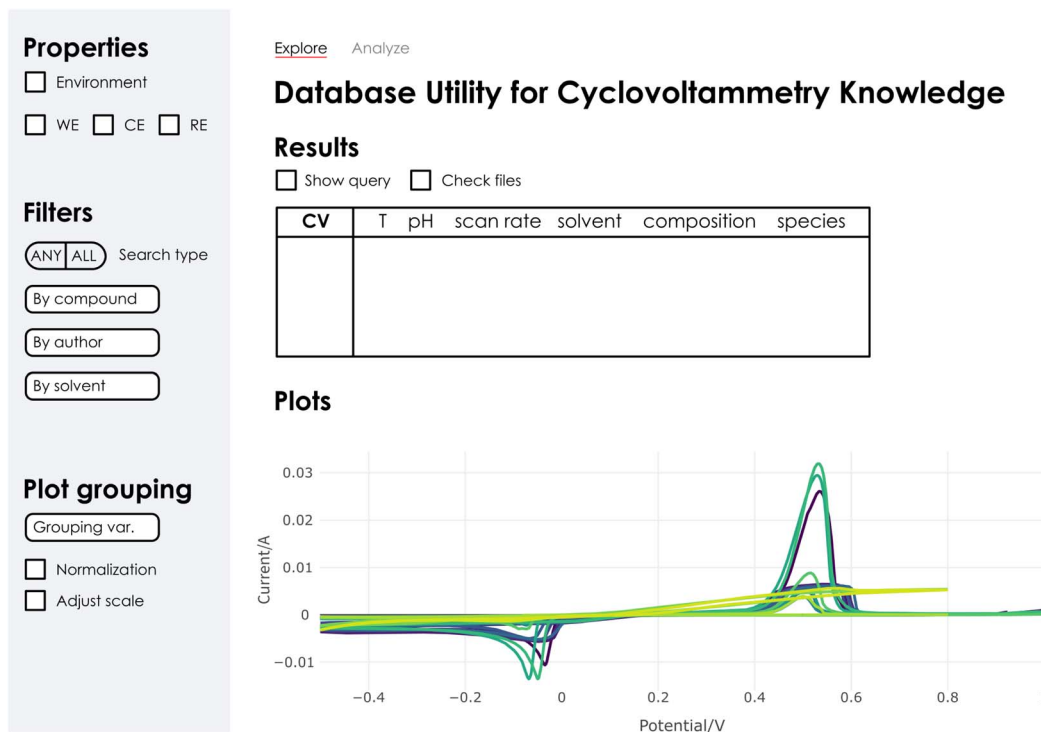 Properties
Environment
WE CE RE
Filters
ANY ALL Search type
By compound
By author
By solvent
Plot grouping
Grouping var.
Normalization
Adjust scale
Explore Analyze
Database Utility for Cyclovoltammetry Knowledge
Results
Show query Check files
CV T pH scan rate solvent composition species
Plots
0.03
0.02
0.01
0
−0.01
Current/A
−0.4 −0.2 0 0.2 0.4 0.6 0.8
Potential/V